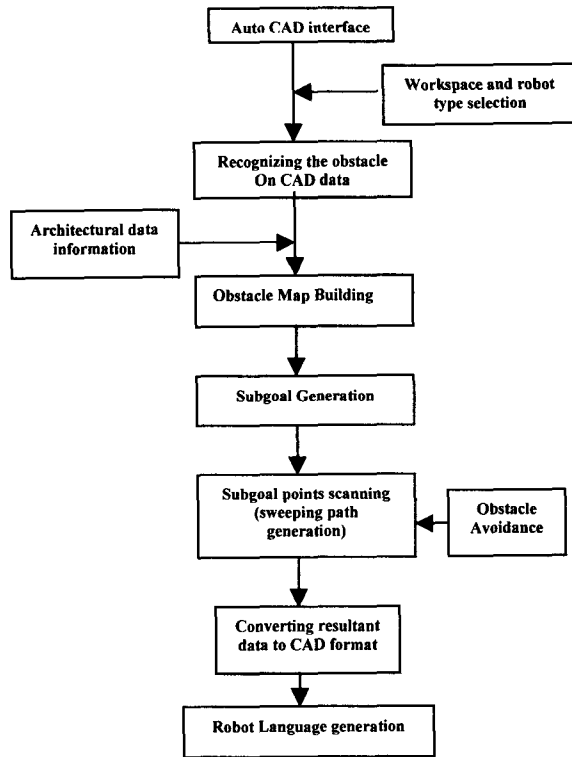 Auto CAD interface
Workspace and robot
type selection
Recognizing the obstacle
On CAD data
Architectural data
information
Obstacle Map Building
Subgoal Generation
Subgoal points scanning
(sweeping path
generation)
Obstacle
Avoidance
Converting resultant
data to CAD format
Robot Language generation